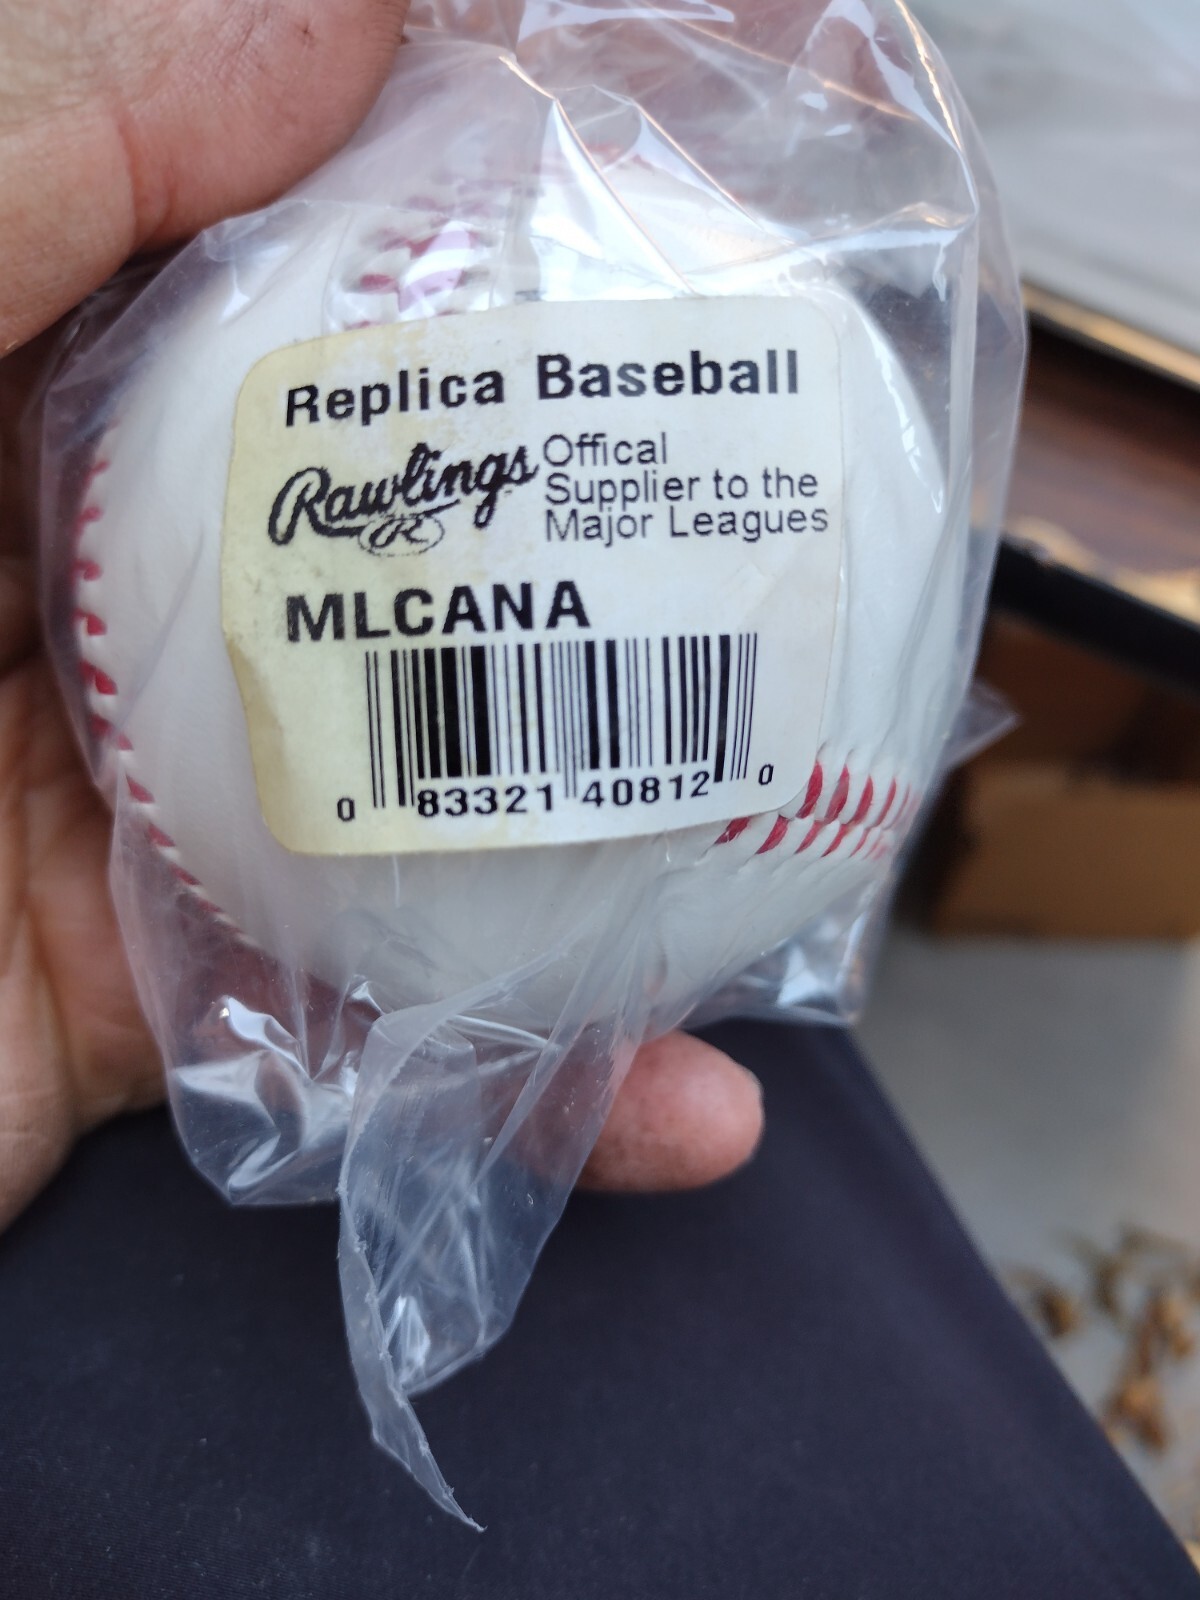 Replica Baseball
Rawlings
R
Offical
Supplier to the
Major Leagues
MLCANA
0 83321 40812 0